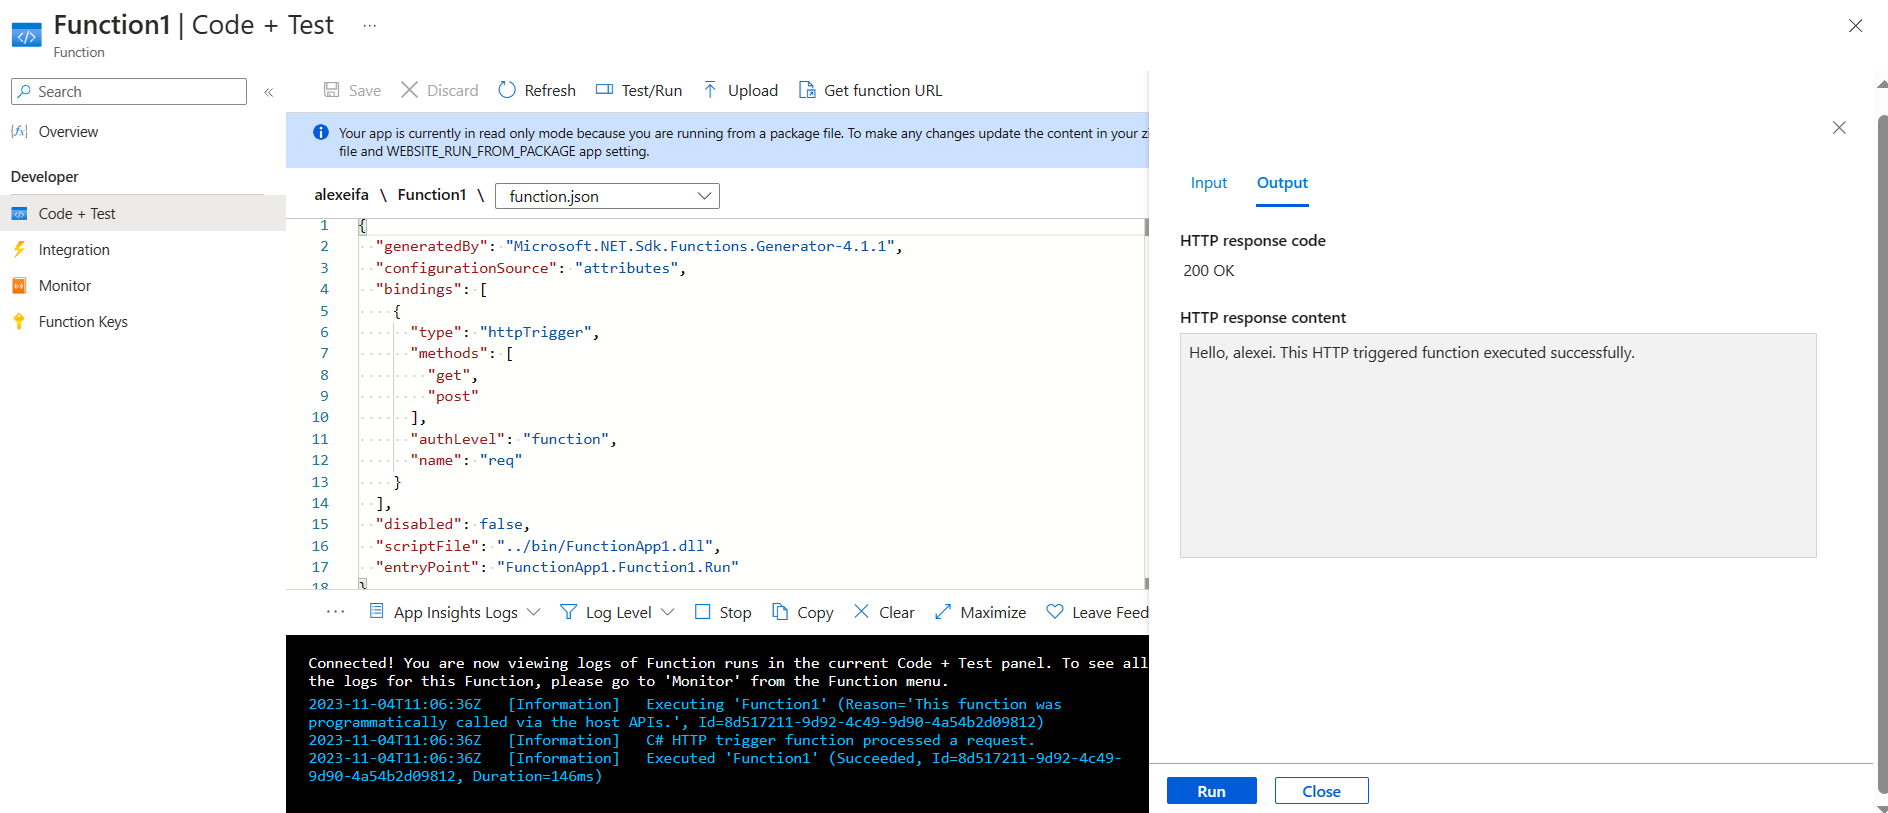 Function1 | Code + Test ...
Function
Search
«
Overview
Developer
Code + Test
Integration
Monitor
Function Keys
Save Discard Refresh Test/Run Upload Get function URL
Your app is currently in read only mode because you are running from a package file. To make any changes update the content in your zi
file and WEBSITE_RUN_FROM_PACKAGE app setting.
alexeifa \ Function1 \ function.json
1 {
2 "generatedBy": "Microsoft.NET.Sdk.Functions.Generator-4.1.1",
3 "configurationSource": "attributes",
4 "bindings": [
5 {
6 "type": "httpTrigger",
7 "methods": [
8 "get",
9 "post"
10 ],
11 "authLevel": "function",
12 "name": "req"
13 }
14 ],
15 "disabled": false,
16 "scriptFile": "../bin/FunctionApp1.dll",
17 "entryPoint": "FunctionApp1.Function1.Run"
18 }
... App Insights Logs Log Level Stop Copy Clear Maximize Leave Feed
Connected! You are now viewing logs of Function runs in the current Code + Test panel. To see all
the logs for this Function, please go to 'Monitor' from the Function menu.
2023-11-04T11:06:36Z [Information] Executing 'Function1' (Reason='This function was
programmatically called via the host APIs.', Id=8d517211-9d92-4c49-9d90-4a54b2d09812)
2023-11-04T11:06:36Z [Information] C# HTTP trigger function processed a request.
2023-11-04T11:06:36Z [Information] Executed 'Function1' (Succeeded, Id=8d517211-9d92-4c49-
9d90-4a54b2d09812, Duration=146ms)
Input Output
HTTP response code
200 OK
HTTP response content
Hello, alexei. This HTTP triggered function executed successfully.
Run Close